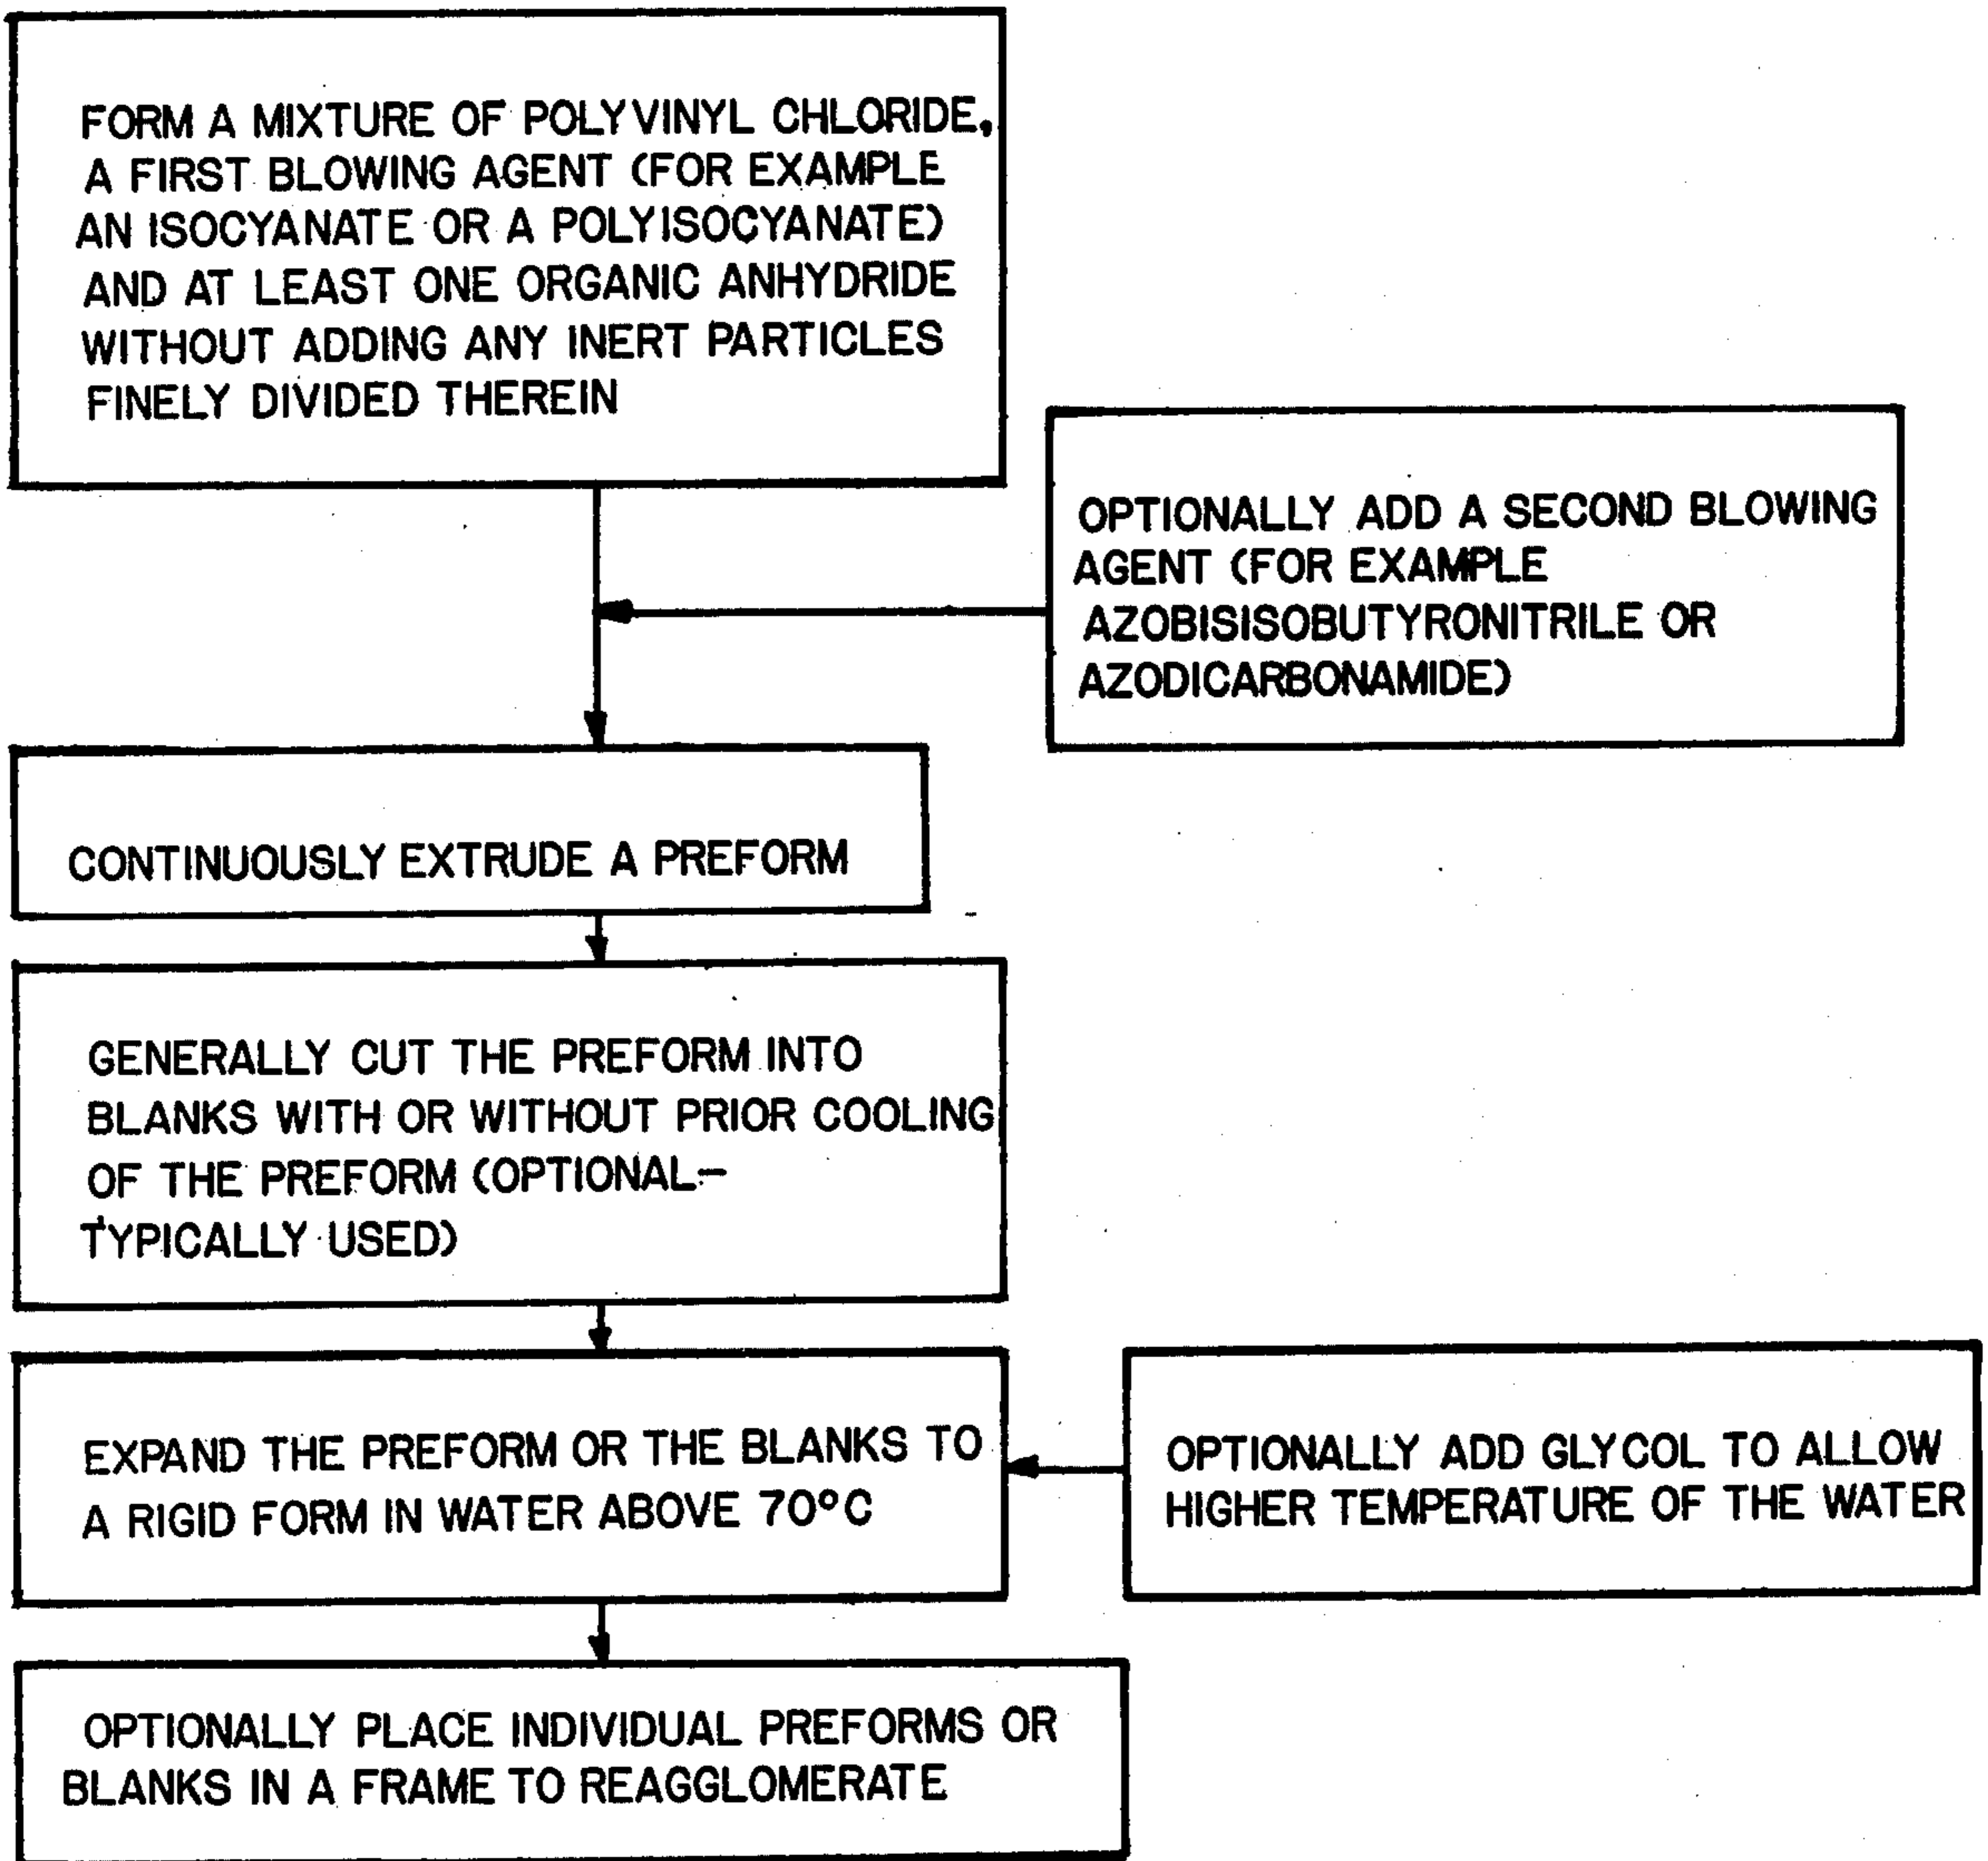 FORM A MIXTURE OF POLYVINYL CHLORIDE,
A FIRST BLOWING AGENT (FOR EXAMPLE
AN ISOCYANATE OR A POLYISOCYANATE)
AND AT LEAST ONE ORGANIC ANHYDRIDE
WITHOUT ADDING ANY INERT PARTICLES
FINELY DIVIDED THEREIN
OPTIONALLY ADD A SECOND BLOWING
AGENT (FOR EXAMPLE
AZOBISISOBUTYRONITRILE OR
AZODICARBONAMIDE)
CONTINUOUSLY EXTRUDE A PREFORM
GENERALLY CUT THE PREFORM INTO
BLANKS WITH OR WITHOUT PRIOR COOLING
OF THE PREFORM (OPTIONAL-
TYPICALLY USED)
EXPAND THE PREFORM OR THE BLANKS TO
A RIGID FORM IN WATER ABOVE 70°C
OPTIONALLY ADD GLYCOL TO ALLOW
HIGHER TEMPERATURE OF THE WATER
OPTIONALLY PLACE INDIVIDUAL PREFORMS OR
BLANKS IN A FRAME TO REAGGLOMERATE